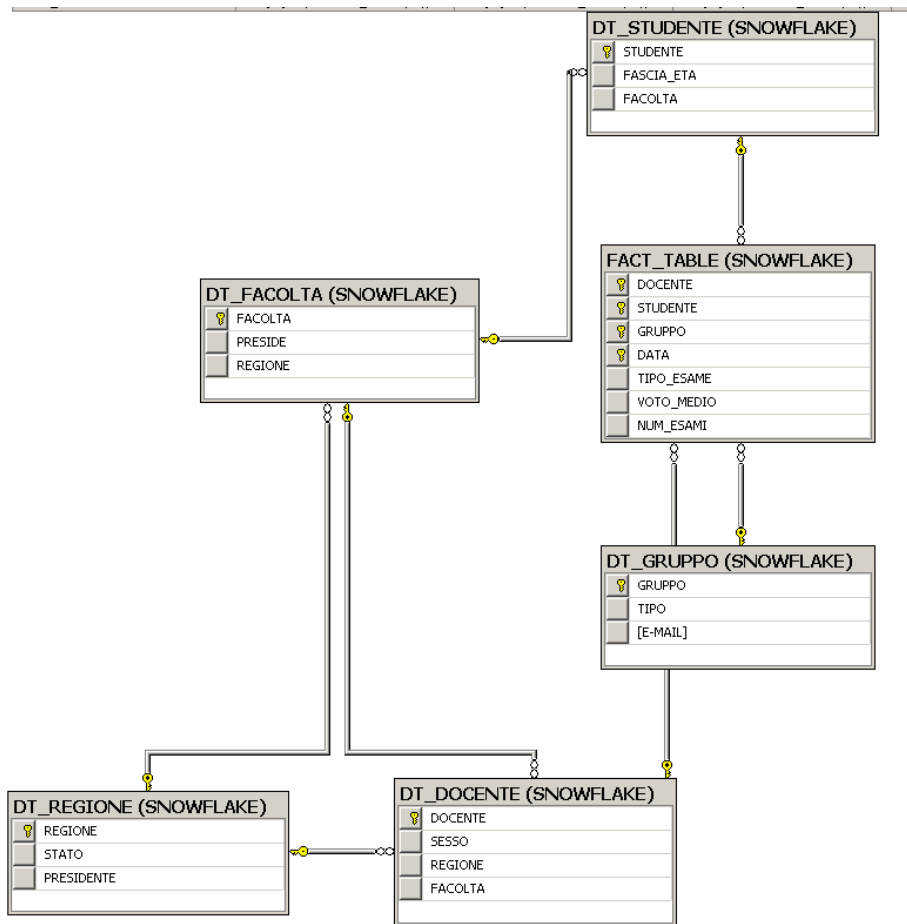 DT_STUDENTE (SNOWFLAKE)
STUDENTE
FASCIA_ETA
FACOLTA
FACT_TABLE (SNOWFLAKE)
DOCENTE
STUDENTE
GRUPPO
DATA
TIPO_ESAME
VOTO_MEDIO
NUM_ESAMI
DT_FACOLTA (SNOWFLAKE)
FACOLTA
PRESIDE
REGIONE
DT_GRUPPO (SNOWFLAKE)
GRUPPO
TIPO
[E-MAIL]
DT_REGIONE (SNOWFLAKE)
REGIONE
STATO
PRESIDENTE
DT_DOCENTE (SNOWFLAKE)
DOCENTE
SESSO
REGIONE
FACOLTA